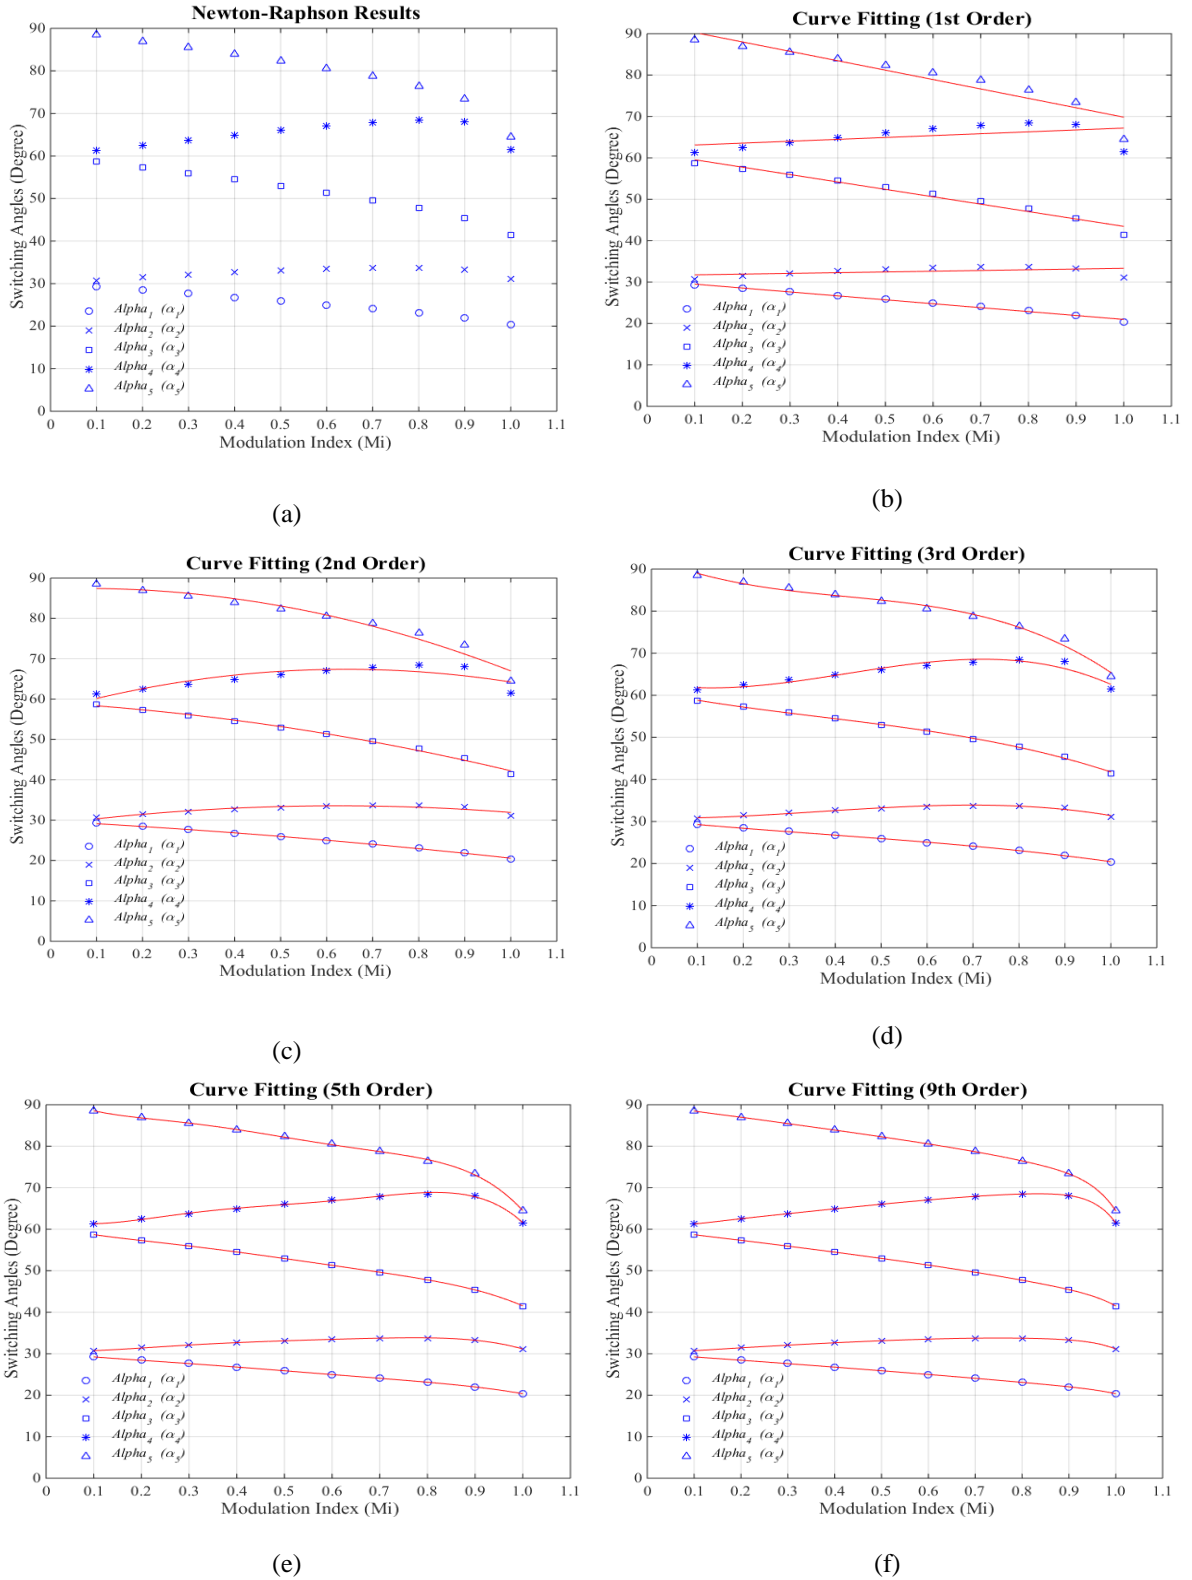 Newton-Raphson Results
90
80
70
60
50
40
30
20
10
0
Switching Angles (Degree)
Alpha1 (α1)
Alpha2 (α2)
Alpha3 (α3)
Alpha4 (α4)
Alpha5 (α5)
0 0.1 0.2 0.3 0.4 0.5 0.6 0.7 0.8 0.9 1.0 1.1
Modulation Index (Mi)
(a)
Curve Fitting (1st Order)
90
80
70
60
50
40
30
20
10
0
Switching Angles (Degree)
Alpha1 (α1)
Alpha2 (α2)
Alpha3 (α3)
Alpha4 (α4)
Alpha5 (α5)
0 0.1 0.2 0.3 0.4 0.5 0.6 0.7 0.8 0.9 1.0 1.1
Modulation Index (Mi)
(b)
Curve Fitting (2nd Order)
90
80
70
60
50
40
30
20
10
0
Switching Angles (Degree)
Alpha1 (α1)
Alpha2 (α2)
Alpha3 (α3)
Alpha4 (α4)
Alpha5 (α5)
0 0.1 0.2 0.3 0.4 0.5 0.6 0.7 0.8 0.9 1.0 1.1
Modulation Index (Mi)
(c)
Curve Fitting (3rd Order)
90
80
70
60
50
40
30
20
10
0
Switching Angles (Degree)
Alpha1 (α1)
Alpha2 (α2)
Alpha3 (α3)
Alpha4 (α4)
Alpha5 (α5)
0 0.1 0.2 0.3 0.4 0.5 0.6 0.7 0.8 0.9 1.0 1.1
Modulation Index (Mi)
(d)
Curve Fitting (5th Order)
90
80
70
60
50
40
30
20
10
0
Switching Angles (Degree)
Alpha1 (α1)
Alpha2 (α2)
Alpha3 (α3)
Alpha4 (α4)
Alpha5 (α5)
0 0.1 0.2 0.3 0.4 0.5 0.6 0.7 0.8 0.9 1.0 1.1
Modulation Index (Mi)
(e)
Curve Fitting (9th Order)
90
80
70
60
50
40
30
20
10
0
Switching Angles (Degree)
Alpha1 (α1)
Alpha2 (α2)
Alpha3 (α3)
Alpha4 (α4)
Alpha5 (α5)
0 0.1 0.2 0.3 0.4 0.5 0.6 0.7 0.8 0.9 1.0 1.1
Modulation Index (Mi)
(f)